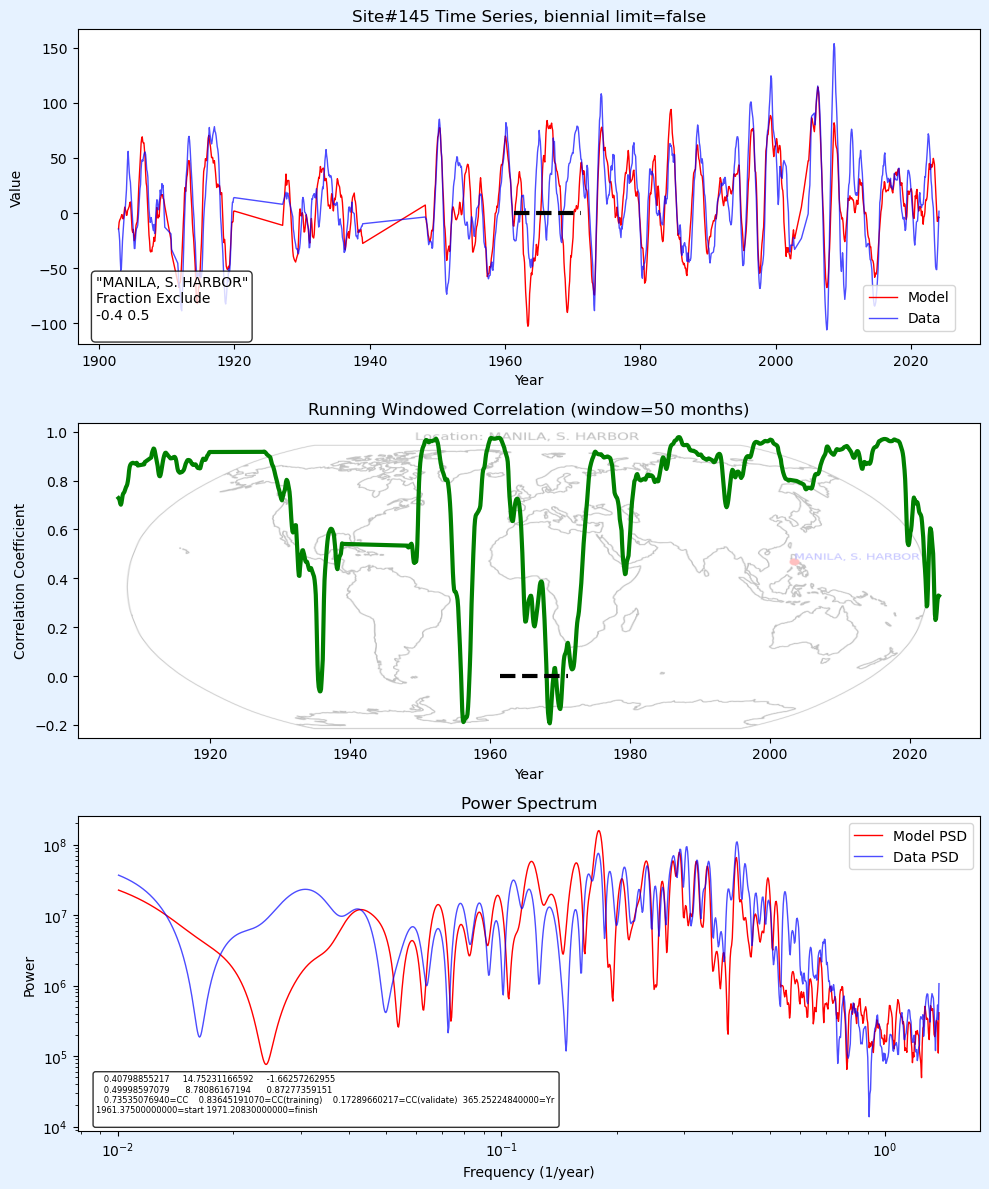 Site#145 Time Series, biennial limit=false
Value
150
100
50
0
−50
−100
"MANILA, S. HARBOR"
Fraction Exclude
-0.4 0.5
Model
Data
1900
1920
1940
1960
1980
2000
2020
Year
Running Windowed Correlation (window=50 months)
Correlation Coefficient
1.0
0.8
0.6
0.4
0.2
0.0
−0.2
Location: MANILA, S. HARBOR
MANILA, S. HARBOR
1920
1940
1960
1980
2000
2020
Year
Power Spectrum
Power
10⁸
10⁷
10⁶
10⁵
10⁴
Model PSD
Data PSD
0.40798855217 14.75231166592 -1.66257262955
0.49998597079 8.78086167194 0.87277359151
0.73535076940=CC 0.83645191070=CC(training) 0.17289660217=CC(validate) 365.25224840000=Yr
1961.37500000000=start 1971.20830000000=finish
10⁻²
10⁻¹
10⁰
Frequency (1/year)